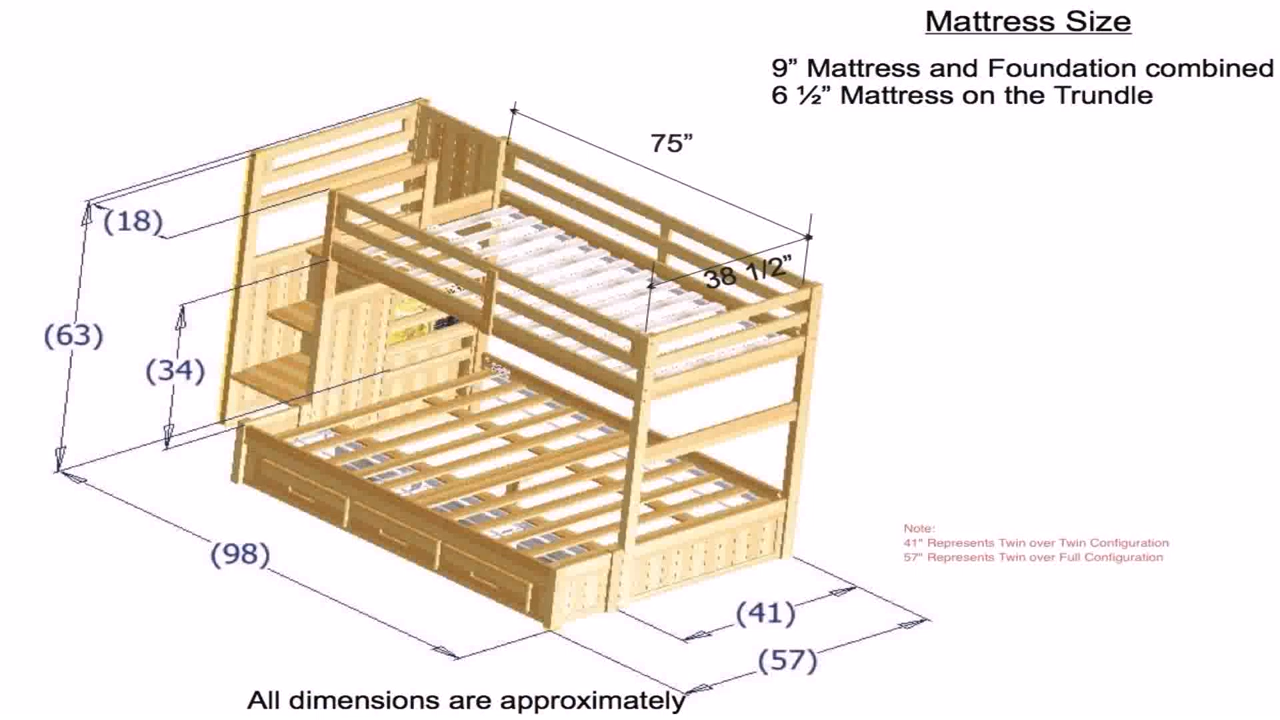 Mattress Size
9” Mattress and Foundation combined
6 ½” Mattress on the Trundle
75”
(18)
38 1/2”
(63)
(34)
Note:
41" Represents Twin over Twin Configuration
57" Represents Twin over Full Configuration
(98)
(41)
(57)
All dimensions are approximately